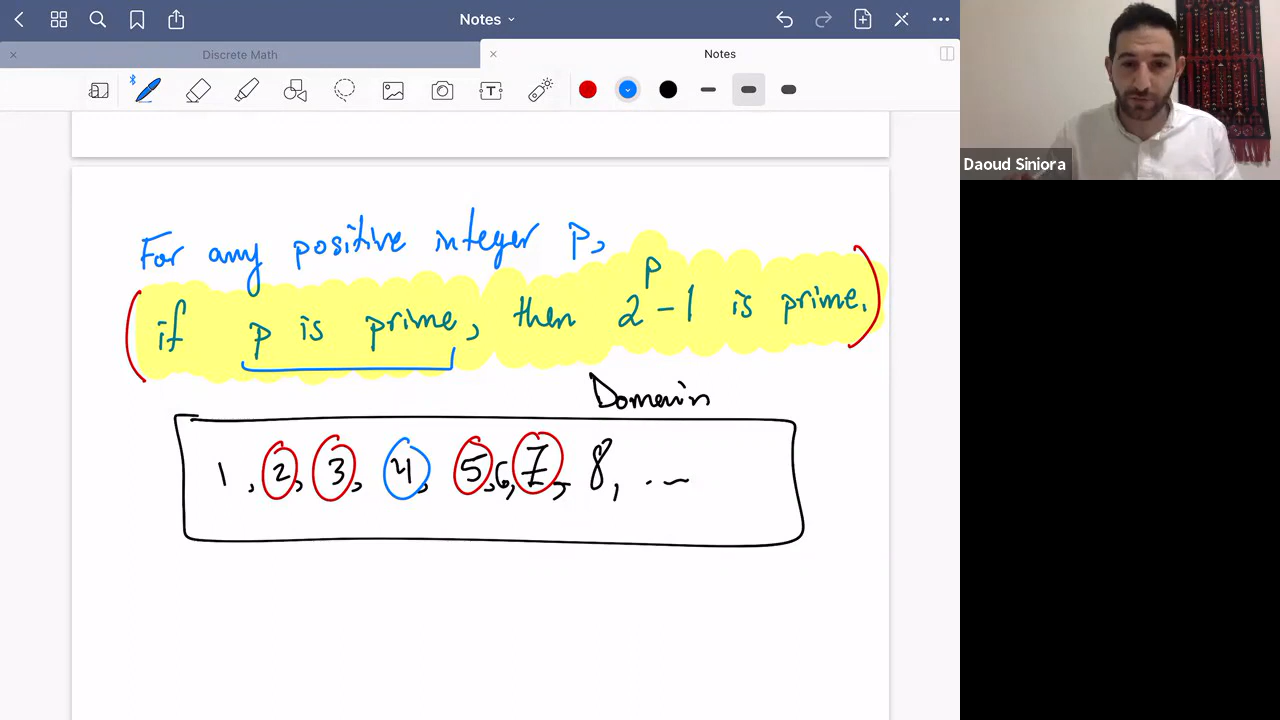 Notes
Discrete Math
Notes
Daoud Siniora
For any positive integer p,
(if p is prime, then 2^p - 1 is prime.)
Domain
1, 2, 3, 4, 5, 6, 7, 8, ...